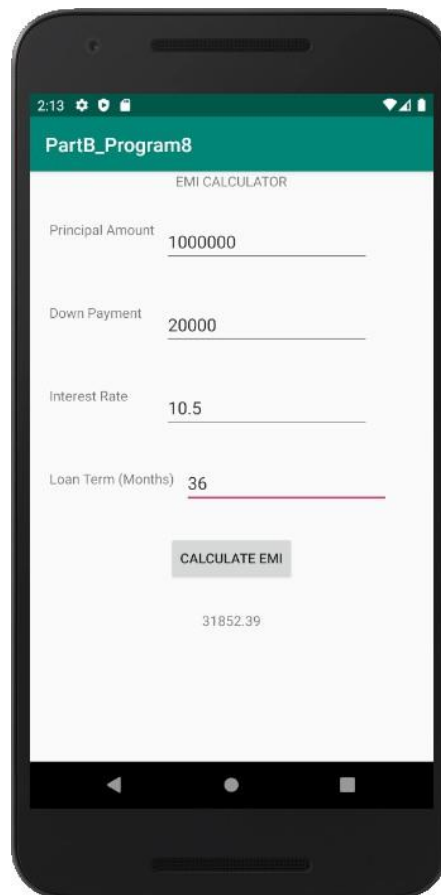 2:13
PartB_Program8
EMI CALCULATOR
Principal Amount 1000000
Down Payment 20000
Interest Rate 10.5
Loan Term (Months) 36
CALCULATE EMI
31852.39